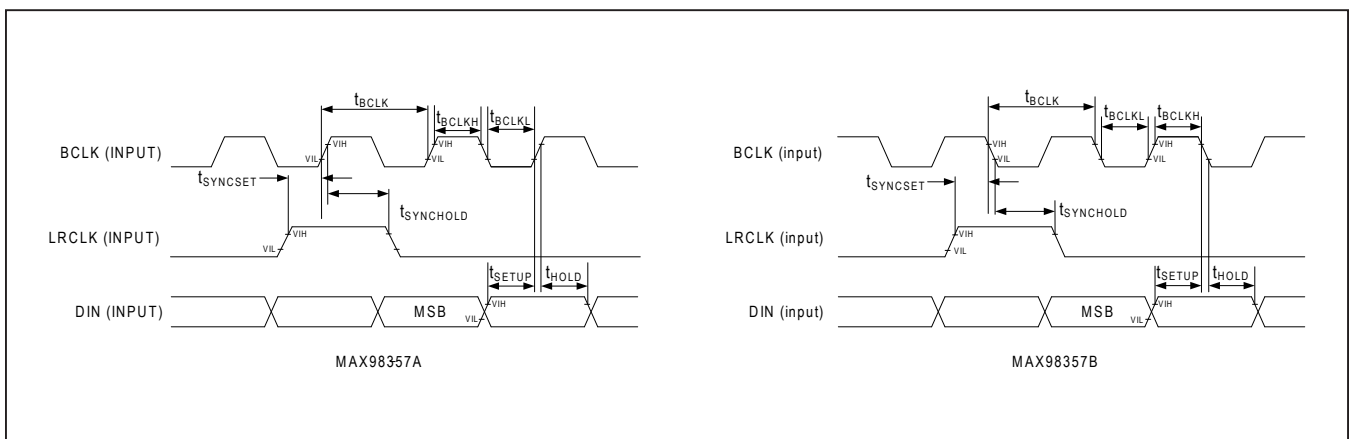 tBCLK
tBCLKH tBCLKL
BCLK (INPUT)
VIH
VIL
VIH
VIL
tSYNCSET
tSYNCHOLD
LRCLK (INPUT)
VIH
VIL
tSETUP tHOLD
DIN (INPUT)
MSB
VIH
VIL
MAX98357A
tBCLK
tBCLKL tBCLKH
BCLK (input)
VIH
VIL
VIH
VIL
tSYNCSET
tSYNCHOLD
LRCLK (input)
VIH
VIL
tSETUP tHOLD
DIN (input)
MSB
VIH
VIL
MAX98357B